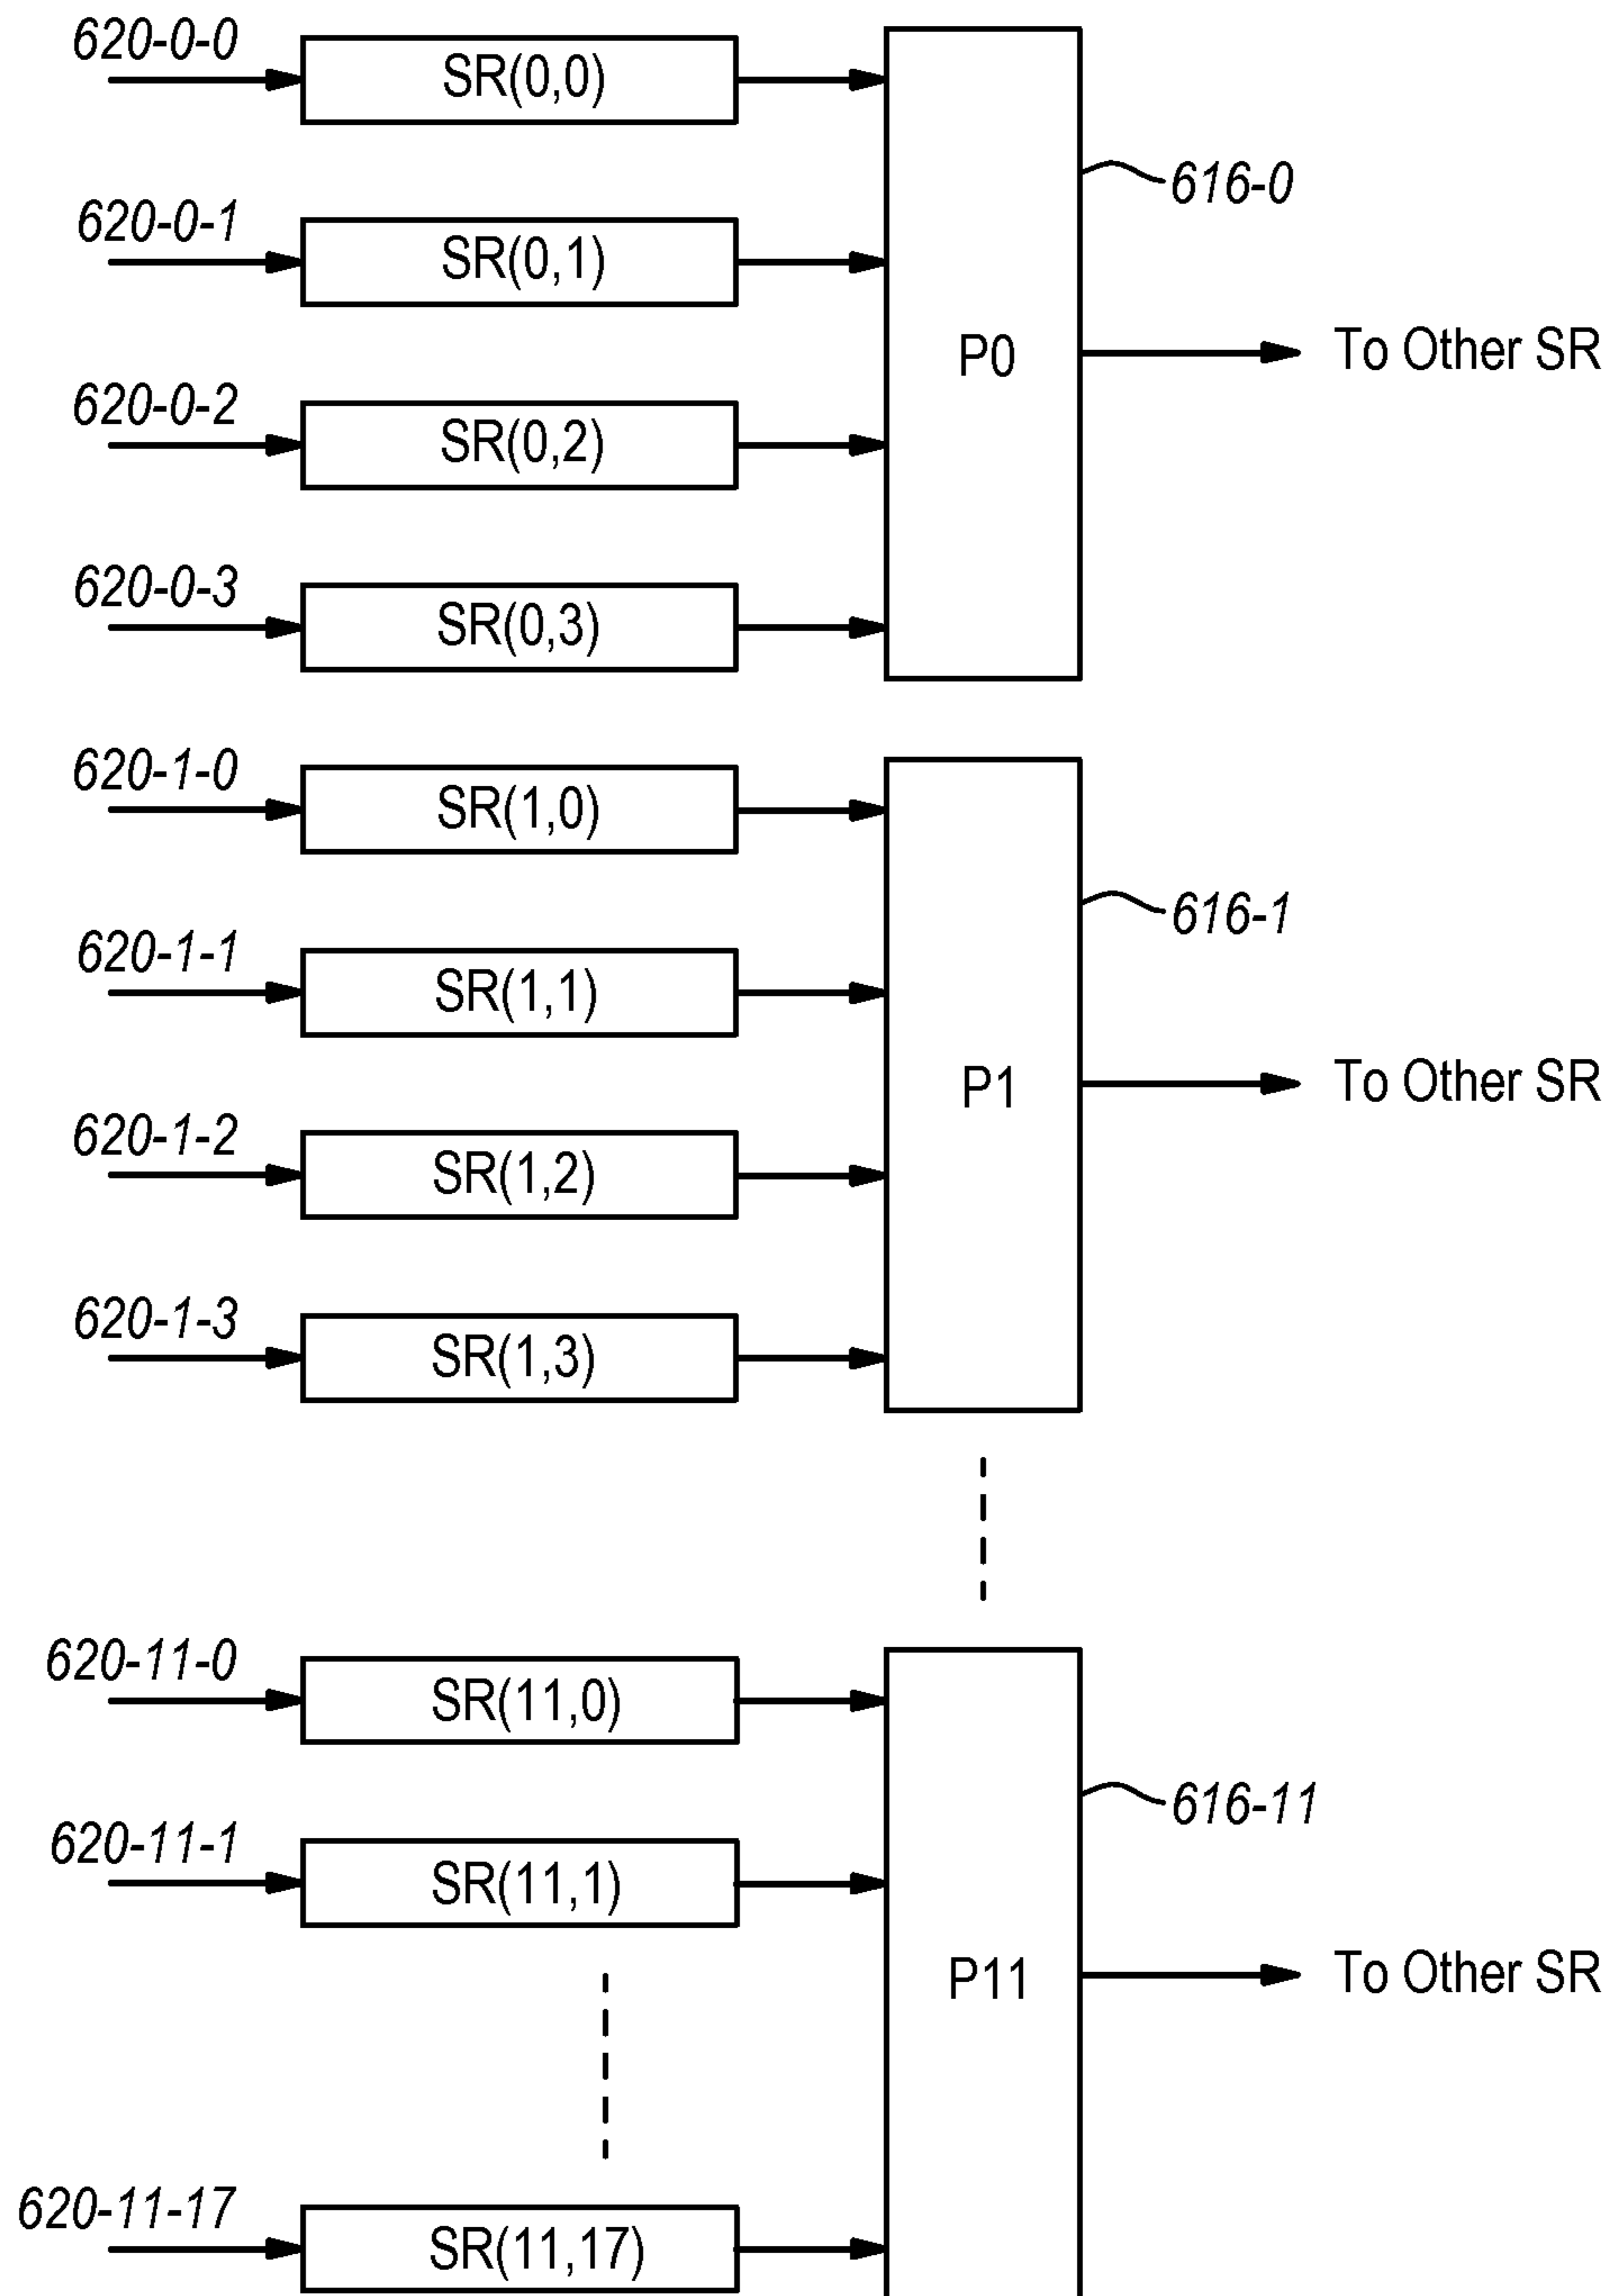 620-0-0
SR(0,0)
616-0
620-0-1
SR(0,1)
P0
To Other SR
620-0-2
SR(0,2)
620-0-3
SR(0,3)
620-1-0
SR(1,0)
616-1
620-1-1
SR(1,1)
P1
To Other SR
620-1-2
SR(1,2)
620-1-3
SR(1,3)
620-11-0
SR(11,0)
616-11
620-11-1
SR(11,1)
P11
To Other SR
620-11-17
SR(11,17)